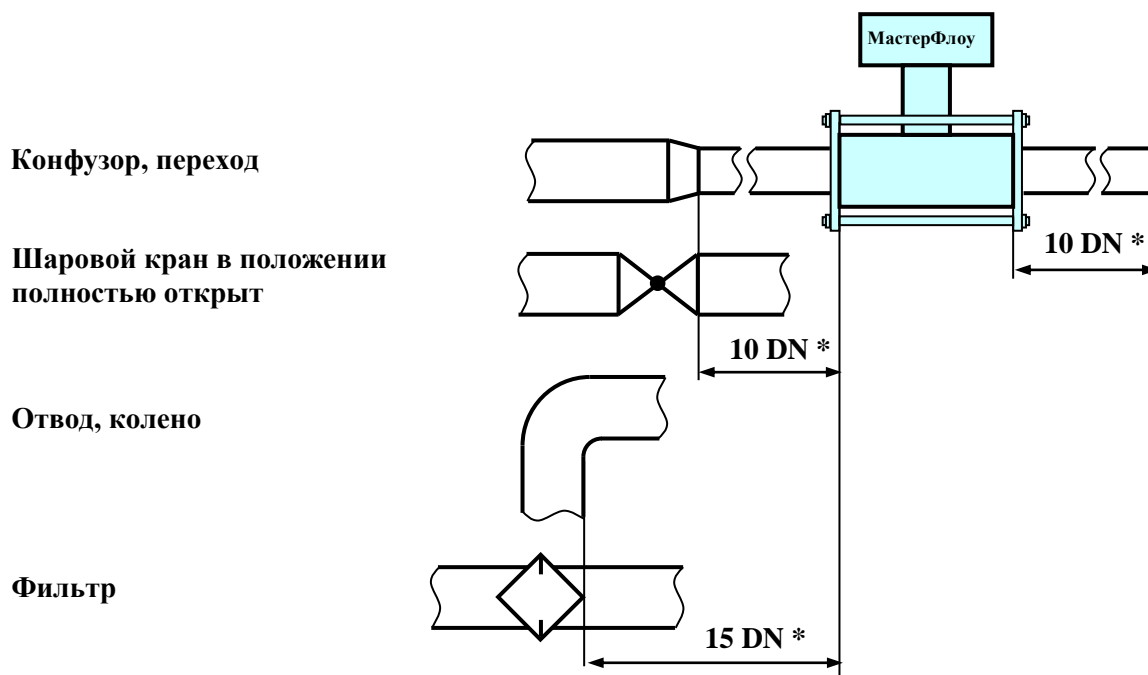 МастерФлоу
Конфузор, переход
10 DN *
Шаровой кран в положении
полностью открыт
10 DN *
Отвод, колено
Фильтр
15 DN *